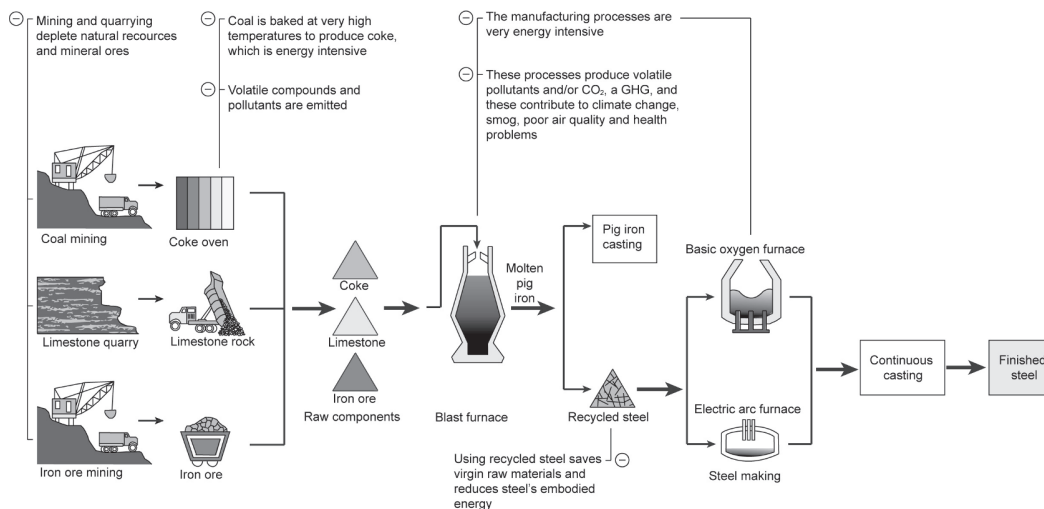 Mining and quarrying
deplete natural recources
and mineral ores
Coal is baked at very high
temperatures to produce coke,
which is energy intensive
Volatile compounds and
pollutants are emitted
The manufacturing processes are
very energy intensive
These processes produce volatile
pollutants and/or CO₂, a GHG, and
these contribute to climate change,
smog, poor air quality and health
problems
Coal mining
Coke oven
Limestone quarry
Limestone rock
Iron ore mining
Iron ore
Coke
Limestone
Iron ore
Raw components
Blast furnace
Molten
pig
iron
Pig iron
casting
Recycled steel
Using recycled steel saves
virgin raw materials and
reduces steel's embodied
energy
Basic oxygen furnace
Electric arc furnace
Steel making
Continuous
casting
Finished
steel